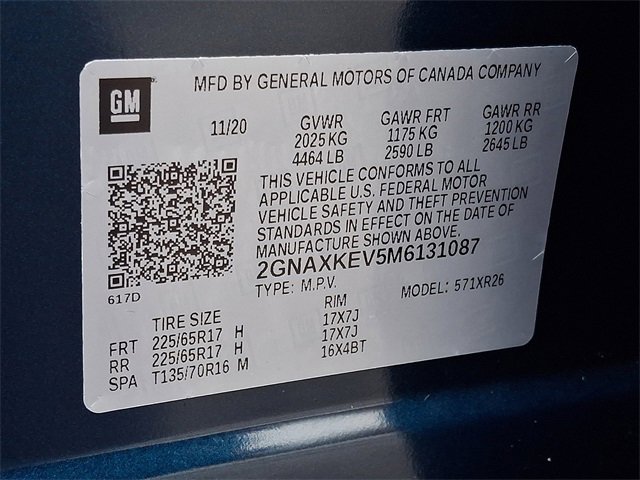 GM
MFD BY GENERAL MOTORS OF CANADA COMPANY
11/20 GVWR GAWR FRT GAWR RR
2025 KG 1175 KG 1200 KG
4464 LB 2590 LB 2645 LB
THIS VEHICLE CONFORMS TO ALL
APPLICABLE U.S. FEDERAL MOTOR
VEHICLE SAFETY AND THEFT PREVENTION
STANDARDS IN EFFECT ON THE DATE OF
MANUFACTURE SHOWN ABOVE.
2GNAXKEV5M6131087
617D
TYPE: M.P.V. MODEL: 571XR26
TIRE SIZE RIM
FRT 225/65R17 H 17X7J
RR 225/65R17 H 17X7J
SPA T135/70R16 M 16X4BT